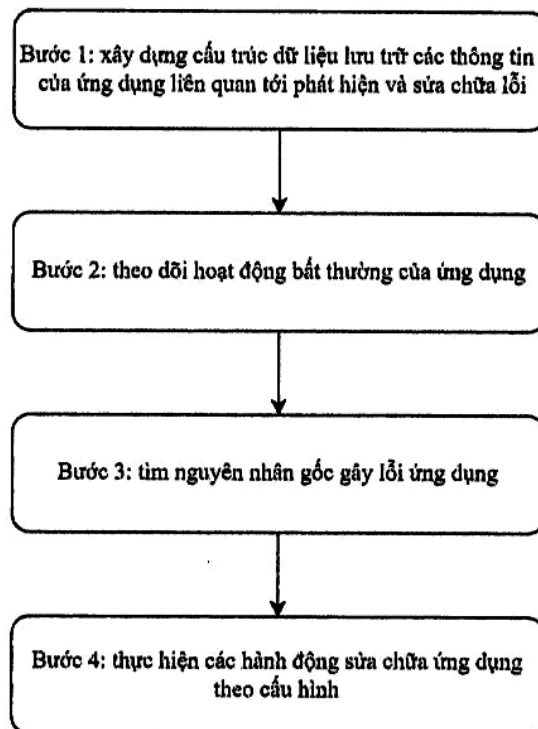 Bước 1: xây dựng cấu trúc dữ liệu lưu trữ các thông tin
của ứng dụng liên quan tới phát hiện và sửa chữa lỗi
Bước 2: theo dõi hoạt động bất thường của ứng dụng
Bước 3: tìm nguyên nhân gốc gây lỗi ứng dụng
Bước 4: thực hiện các hành động sửa chữa ứng dụng
theo cấu hình